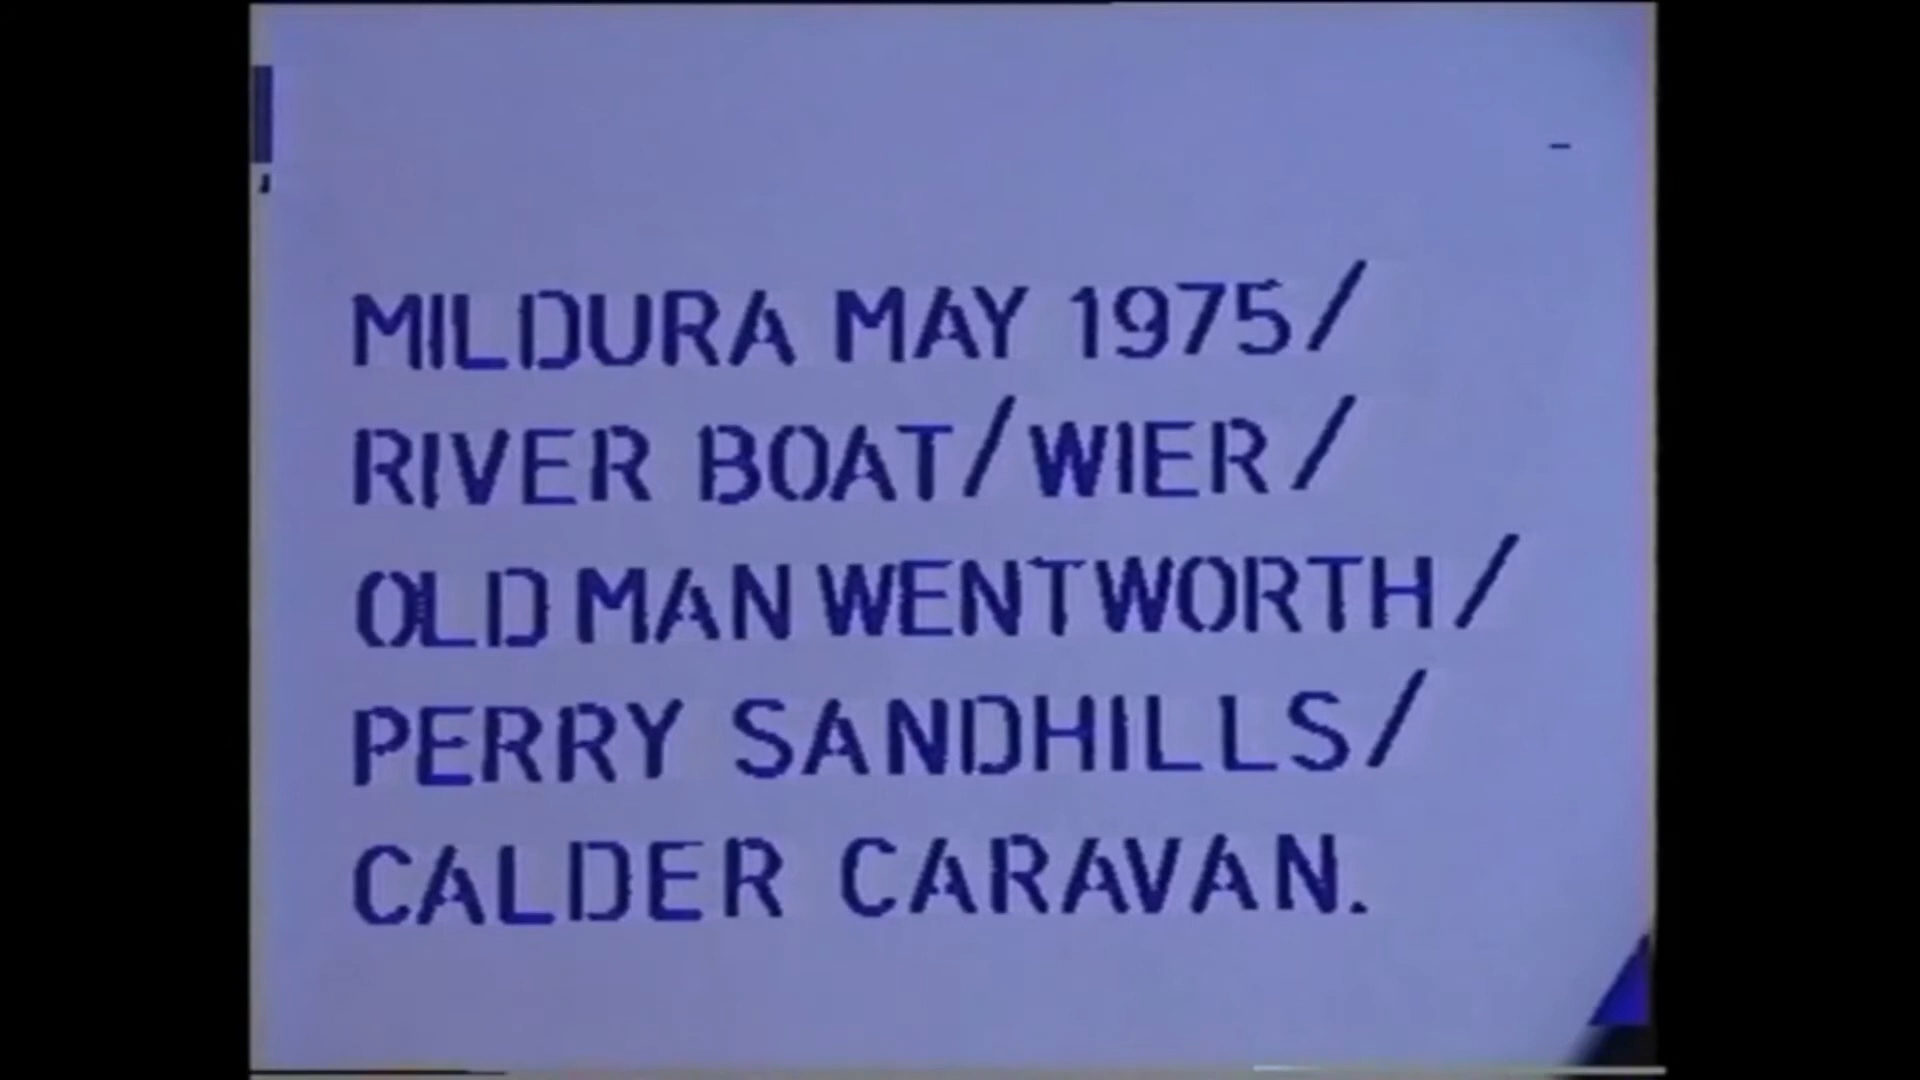 MILDURA MAY 1975/
RIVER BOAT/WIER/
OLD MAN WENTWORTH/
PERRY SANDHILLS/
CALDER CARAVAN.